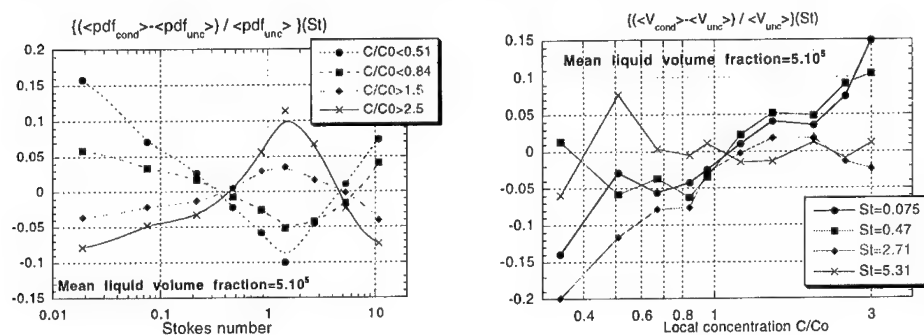 {(<pdf_cond>-<pdf_unc>) / <pdf_unc> }(St)
0.2
0.15
0.1
0.05
0
-0.05
-0.1
-0.15
C/C0<0.51
C/C0<0.84
C/C0>1.5
C/C0>2.5
Mean liquid volume fraction=5.10^5
0.01 0.1 1 10
Stokes number
{(<V_cond>-<V_unc>) / <V_unc> }(St)
0.15
0.1
0.05
0
-0.05
-0.1
-0.15
-0.2
Mean liquid volume fraction=5.10^5
St=0.075
St=0.47
St=2.71
St=5.31
0.4 0.6 0.8 1 3
Local concentration C/Co